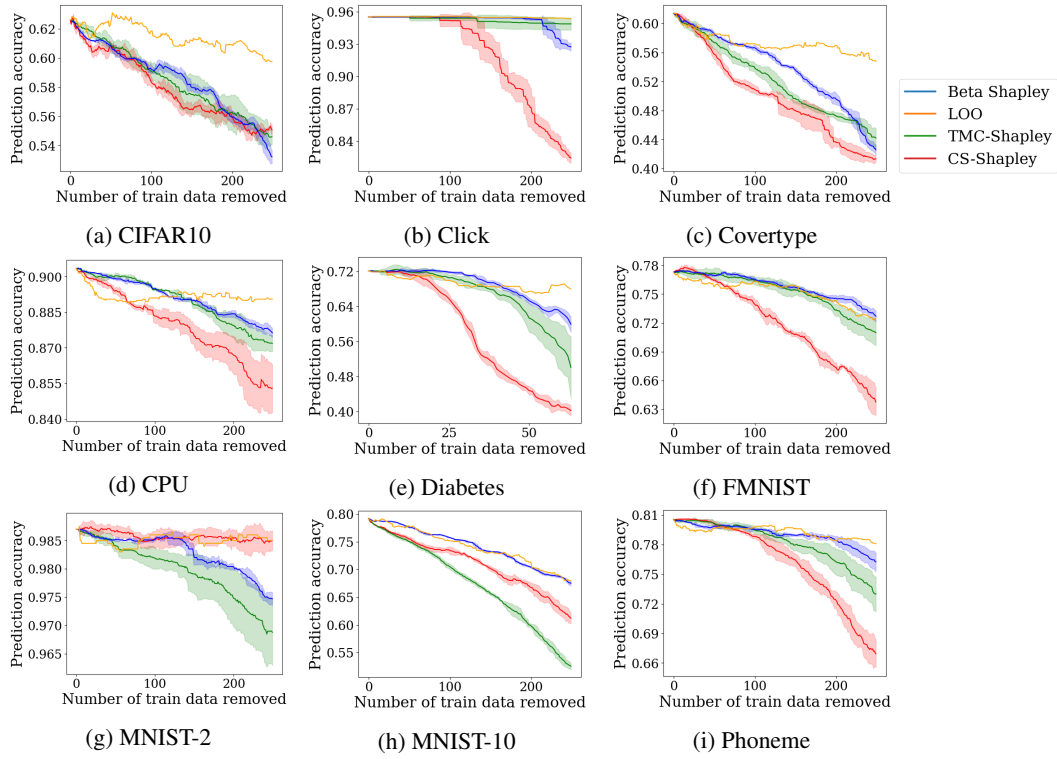 0.62
0.60
0.58
0.56
0.54
Prediction accuracy
0
100
200
Number of train data removed
(a) CIFAR10
0.96
0.93
0.90
0.87
0.84
Prediction accuracy
0
100
200
Number of train data removed
(b) Click
0.60
0.56
0.52
0.48
0.44
0.40
Prediction accuracy
0
100
200
Number of train data removed
(c) Covertype
Beta Shapley
LOO
TMC-Shapley
CS-Shapley
0.900
0.885
0.870
0.855
0.840
Prediction accuracy
0
100
200
Number of train data removed
(d) CPU
0.72
0.64
0.56
0.48
0.40
Prediction accuracy
0
25
50
Number of train data removed
(e) Diabetes
0.78
0.75
0.72
0.69
0.66
0.63
Prediction accuracy
0
100
200
Number of train data removed
(f) FMNIST
0.985
0.980
0.975
0.970
0.965
Prediction accuracy
0
100
200
Number of train data removed
(g) MNIST-2
0.80
0.75
0.70
0.65
0.60
0.55
Prediction accuracy
0
100
200
Number of train data removed
(h) MNIST-10
0.81
0.78
0.75
0.72
0.69
0.66
Prediction accuracy
0
100
200
Number of train data removed
(i) Phoneme